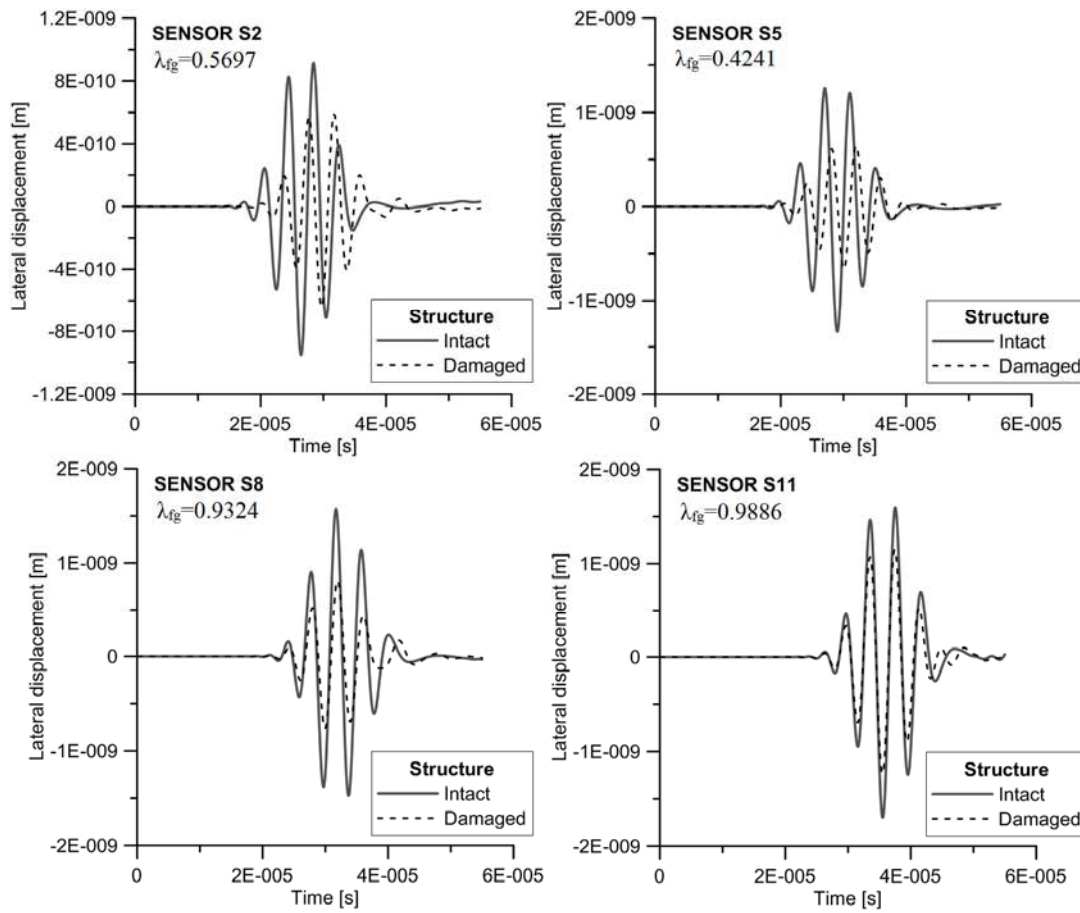 1.2E-009
SENSOR S2
λfg=0.5697
8E-010
4E-010
0
-4E-010
-8E-010
-1.2E-009
Lateral displacement [m]
Structure
Intact
Damaged
0 2E-005 4E-005 6E-005
Time [s]
2E-009
SENSOR S5
λfg=0.4241
1E-009
0
-1E-009
-2E-009
Lateral displacement [m]
Structure
Intact
Damaged
0 2E-005 4E-005 6E-005
Time [s]
2E-009
SENSOR S8
λfg=0.9324
1E-009
0
-1E-009
-2E-009
Lateral displacement [m]
Structure
Intact
Damaged
0 2E-005 4E-005 6E-005
Time [s]
2E-009
SENSOR S11
λfg=0.9886
1E-009
0
-1E-009
-2E-009
Lateral displacement [m]
Structure
Intact
Damaged
0 2E-005 4E-005 6E-005
Time [s]